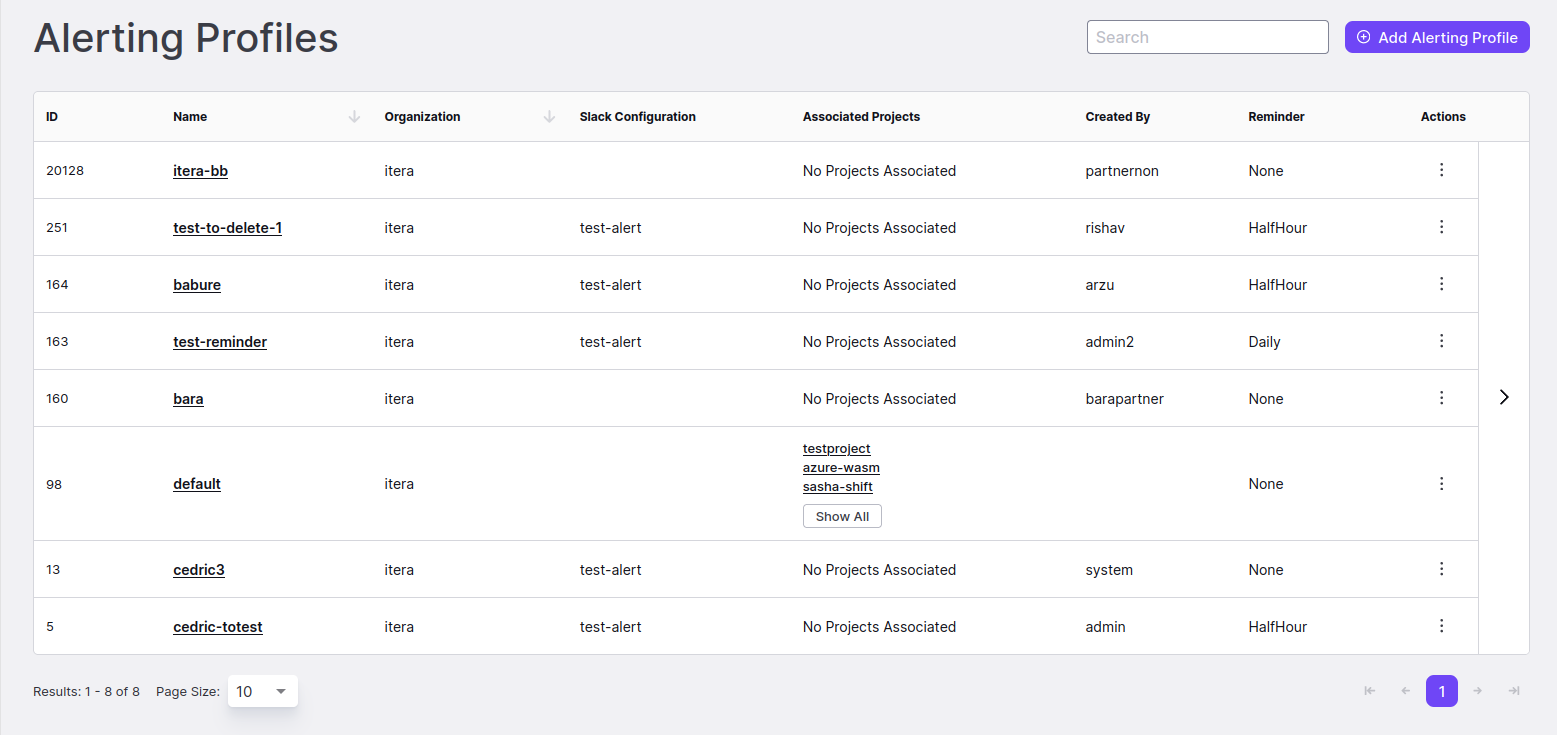 Alerting Profiles
Search
Add Alerting Profile
ID Name Organization Slack Configuration Associated Projects Created By Reminder Actions
20128 itera-bb itera No Projects Associated partnernon None
251 test-to-delete-1 itera test-alert No Projects Associated rishav HalfHour
164 babure itera test-alert No Projects Associated arzu HalfHour
163 test-reminder itera test-alert No Projects Associated admin2 Daily
160 bara itera No Projects Associated barapartner None
testproject
azure-wasm
98 default itera sasha-shift None
Show All
13 cedric3 itera test-alert No Projects Associated system None
5 cedric-totest itera test-alert No Projects Associated admin HalfHour
Results: 1 - 8 of 8 Page Size: 10 1